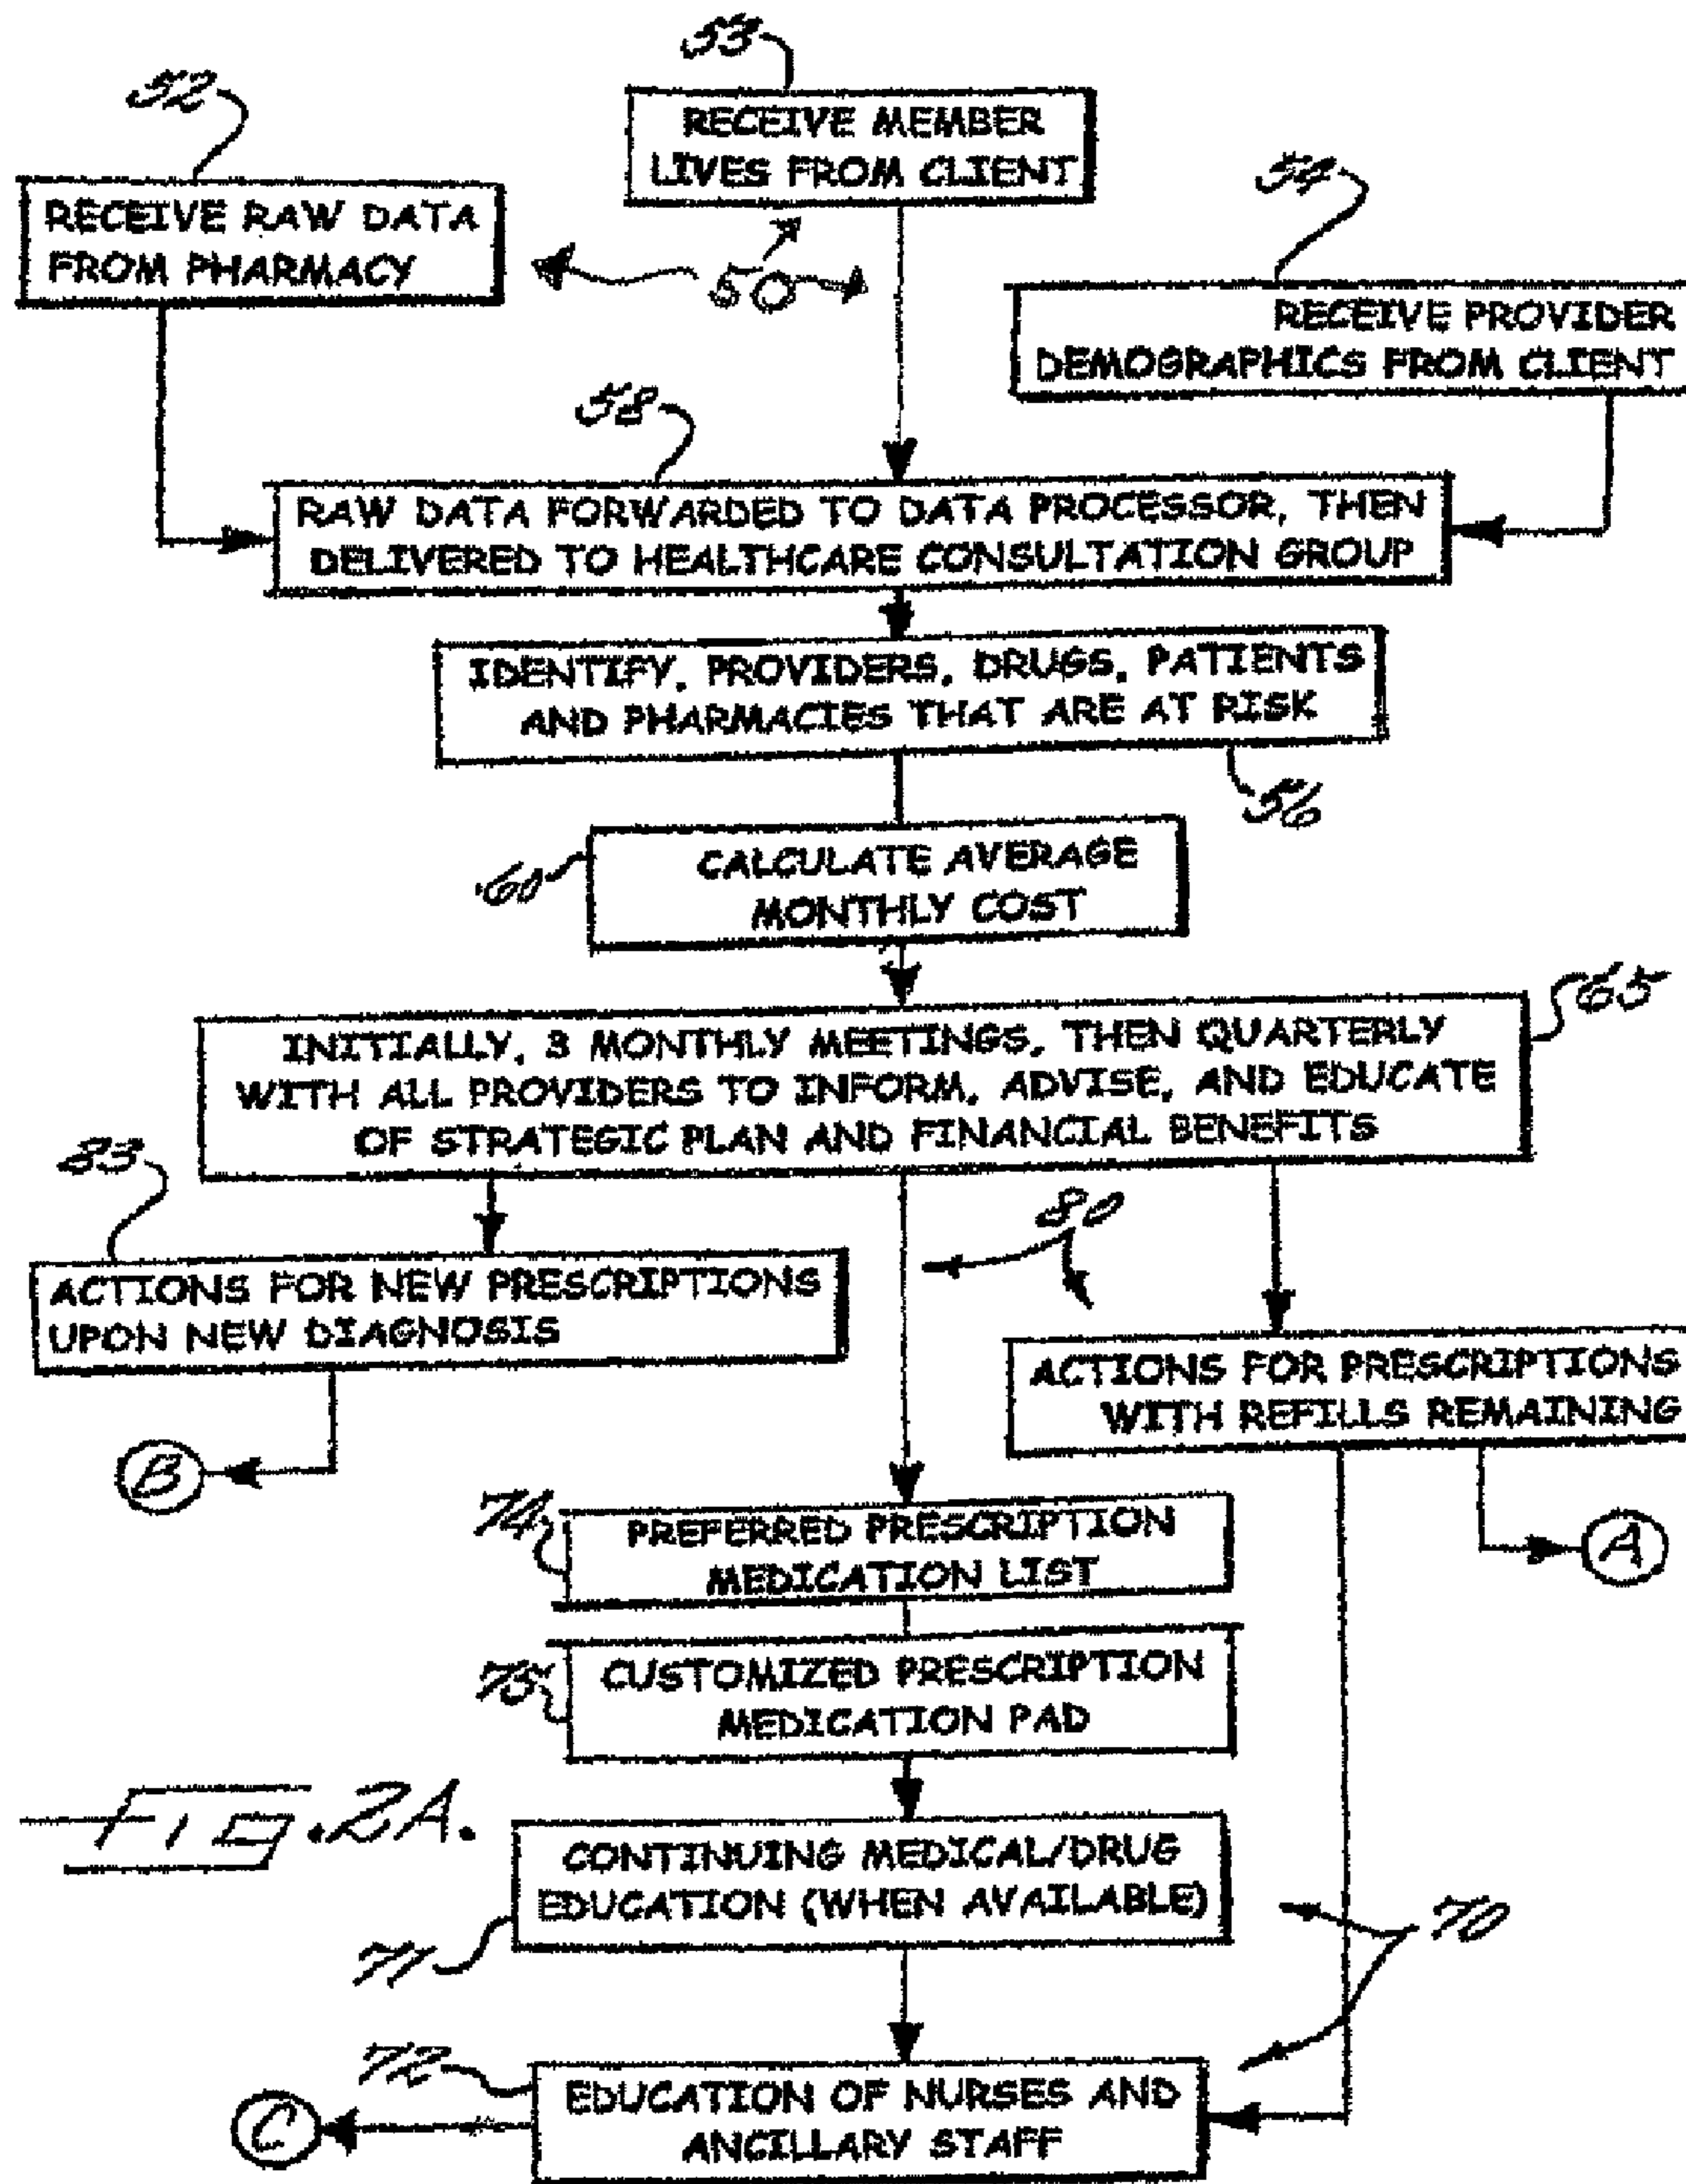 53
52
RECEIVE MEMBER
LIVES FROM CLIENT
54
RECEIVE RAW DATA
FROM PHARMACY
50
RECEIVE PROVIDER
DEMOGRAPHICS FROM CLIENT
58
RAW DATA FORWARDED TO DATA PROCESSOR, THEN
DELIVERED TO HEALTHCARE CONSULTATION GROUP
IDENTIFY, PROVIDERS, DRUGS, PATIENTS
AND PHARMACIES THAT ARE AT RISK
56
60
CALCULATE AVERAGE
MONTHLY COST
65
INITIALLY, 3 MONTHLY MEETINGS, THEN QUARTERLY
WITH ALL PROVIDERS TO INFORM, ADVISE, AND EDUCATE
OF STRATEGIC PLAN AND FINANCIAL BENEFITS
83
80
ACTIONS FOR NEW PRESCRIPTIONS
UPON NEW DIAGNOSIS
ACTIONS FOR PRESCRIPTIONS
WITH REFILLS REMAINING
B
A
74
PREFERRED PRESCRIPTION
MEDICATION LIST
75
CUSTOMIZED PRESCRIPTION
MEDICATION PAD
FIG. 2A.
CONTINUING MEDICAL/DRUG
EDUCATION (WHEN AVAILABLE)
71
70
72
EDUCATION OF NURSES AND
ANCILLARY STAFF
C